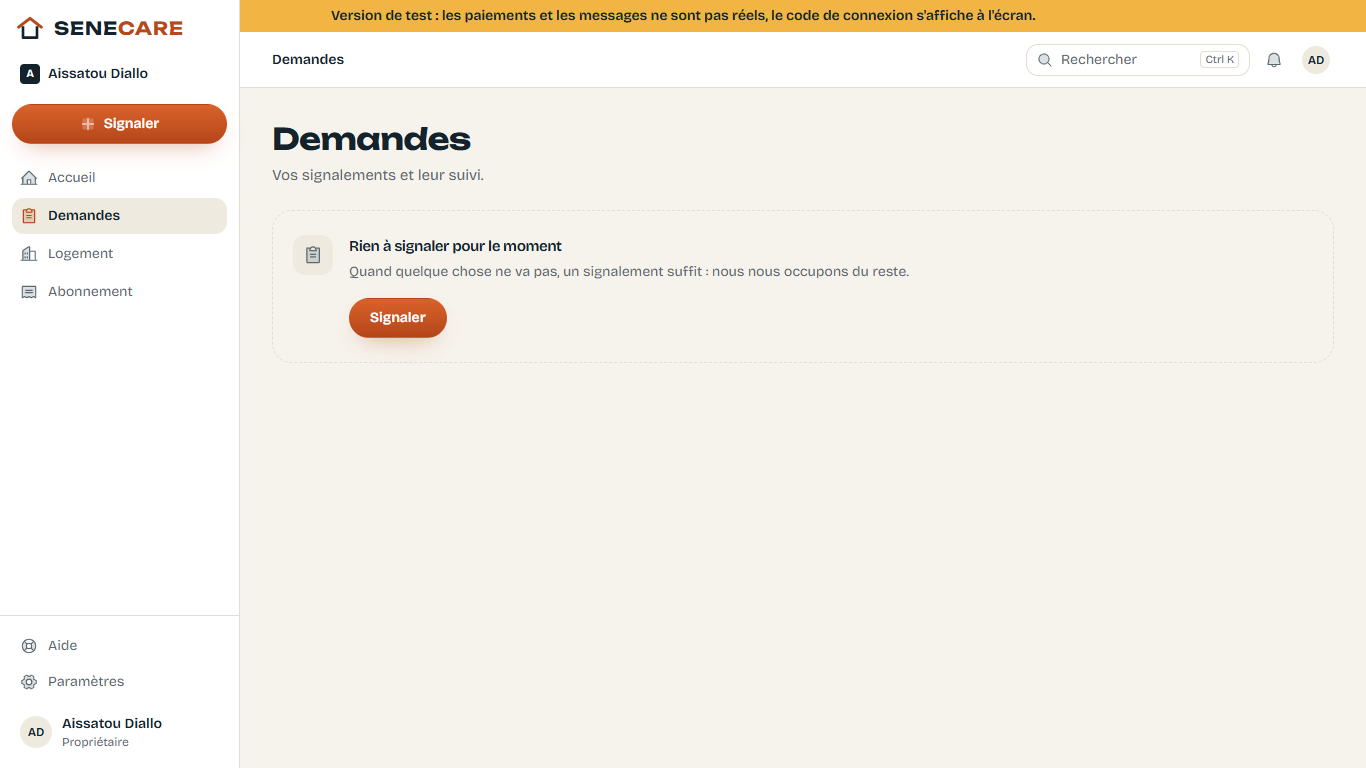 SENECARE
A Aissatou Diallo
Signaler
Accueil
Demandes
Logement
Abonnement
Aide
Paramètres
AD Aissatou Diallo
Propriétaire
Version de test : les paiements et les messages ne sont pas réels, le code de connexion s'affiche à l'écran.
Demandes
Rechercher Ctrl K
AD
Demandes
Vos signalements et leur suivi.
Rien à signaler pour le moment
Quand quelque chose ne va pas, un signalement suffit : nous nous occupons du reste.
Signaler